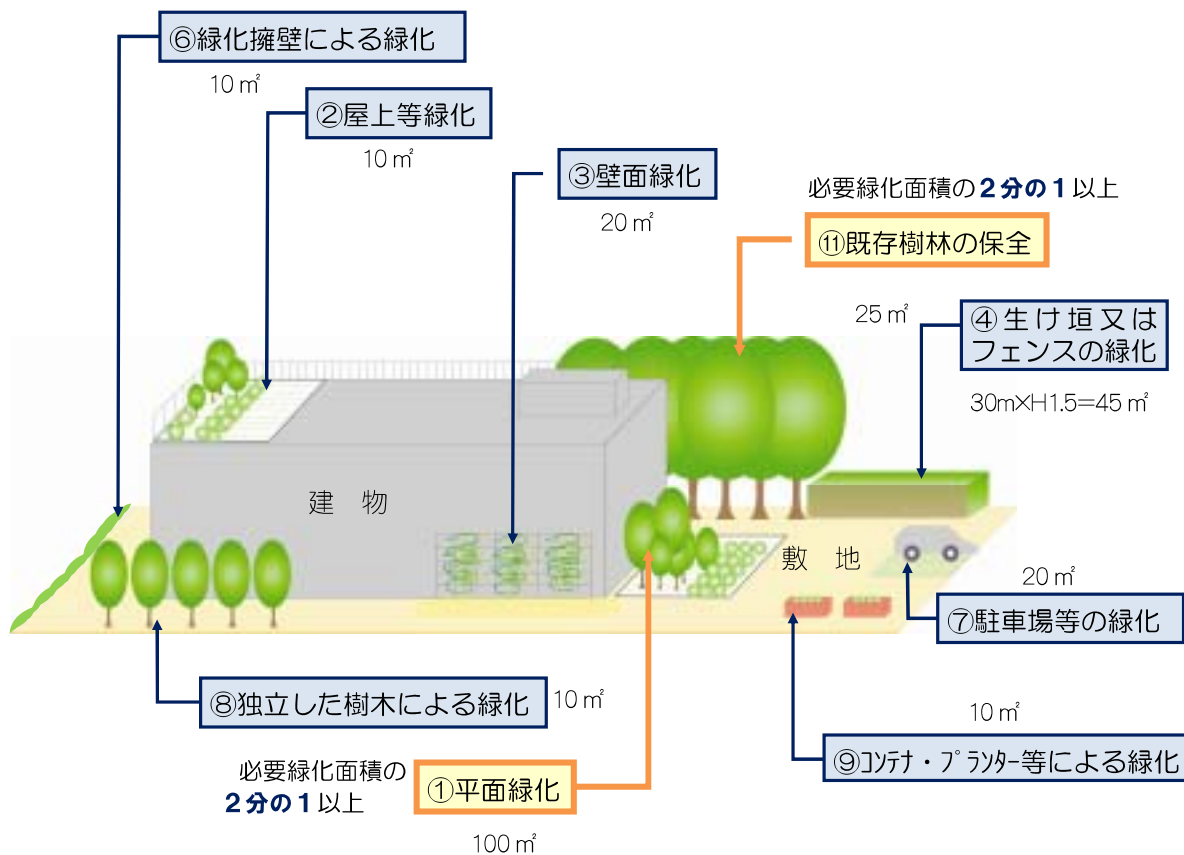 ⑥緑化擁壁による緑化
10㎡
②屋上等緑化
10㎡
③壁面緑化
20㎡
必要緑化面積の2分の1以上
⑪既存樹林の保全
25㎡
④生け垣又は
フェンスの緑化
30m×H1.5=45㎡
建物
敷地
20㎡
⑦駐車場等の緑化
⑧独立した樹木による緑化
10㎡
10㎡
⑨ｺﾝﾃﾅ・ﾌﾟﾗﾝﾀｰ等による緑化
必要緑化面積の
2分の1以上
①平面緑化
100㎡